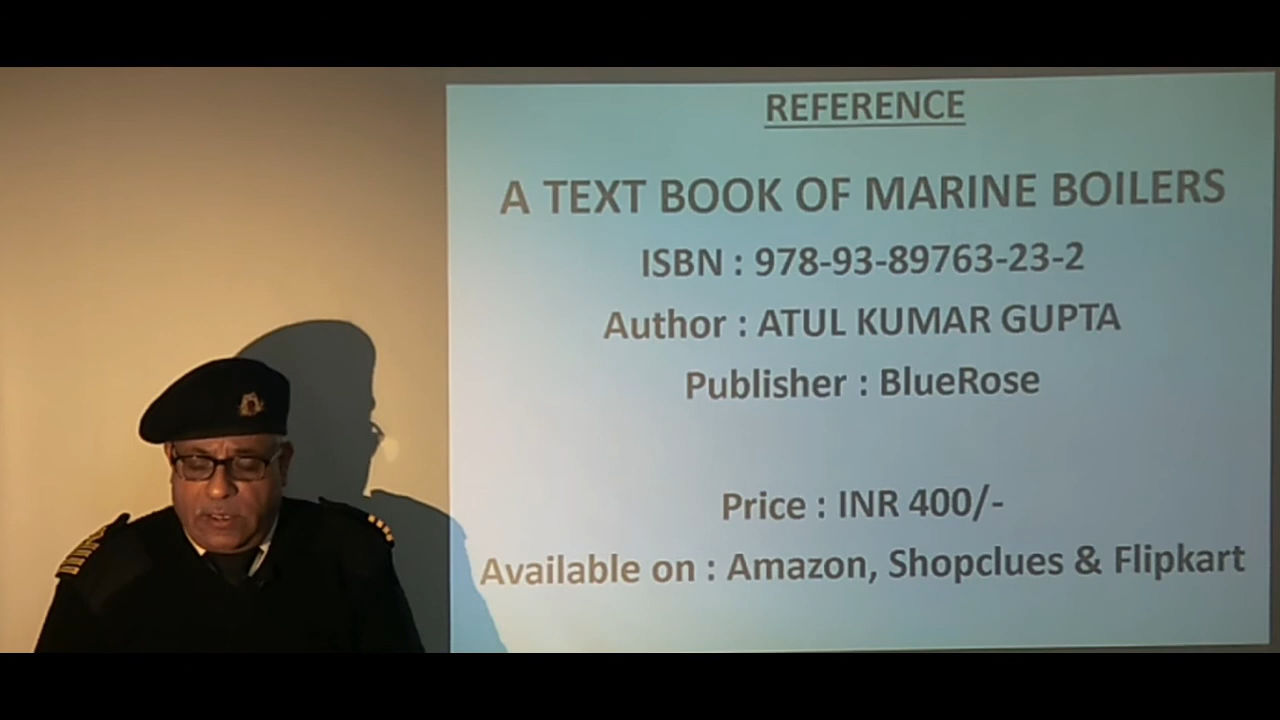 REFERENCE
A TEXT BOOK OF MARINE BOILERS
ISBN : 978-93-89763-23-2
Author : ATUL KUMAR GUPTA
Publisher : BlueRose
Price : INR 400/-
Available on : Amazon, Shopclues & Flipkart